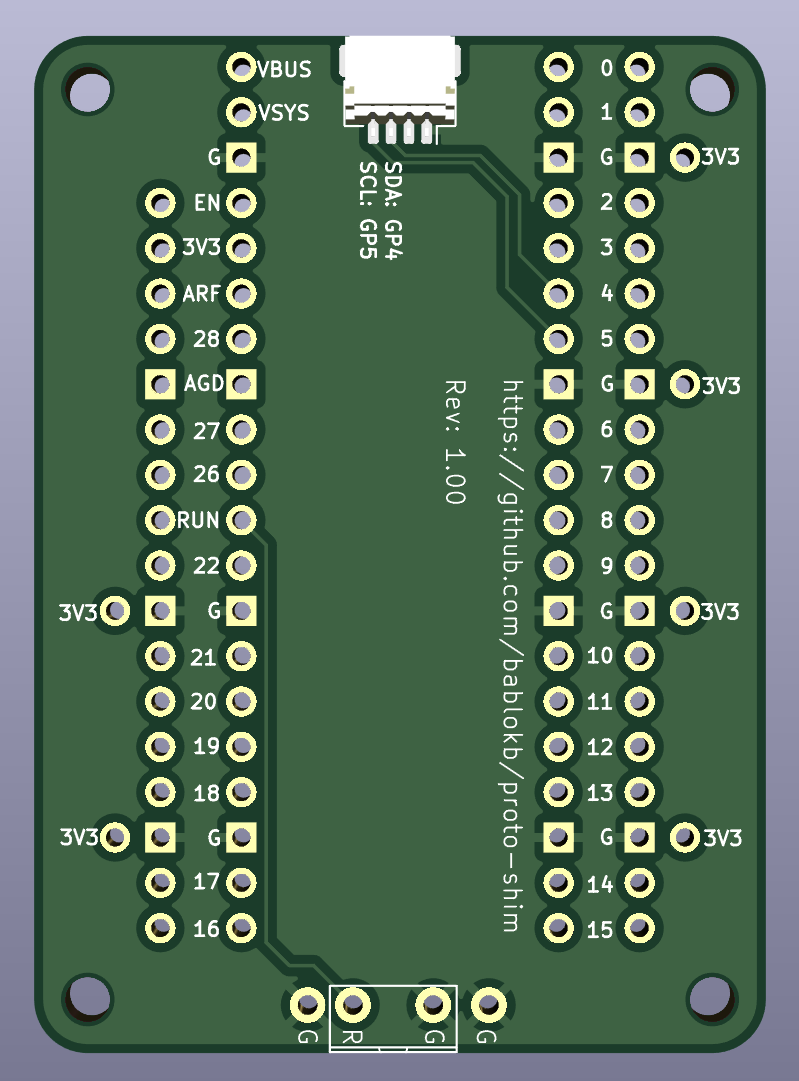 VBUS 0
VSYS 1
G G 3V3
EN 2
3V3 3
ARF 4
28 5
AGD G 3V3
27 6
26 7
RUN 8
22 9
3V3 G G 3V3
21 10
20 11
19 12
18 13
3V3 G G 3V3
17 14
16 15
SDA: GP4
SCL: GP5
https://github.com/bablokb/proto-shim
Rev: 1.00
G R G G